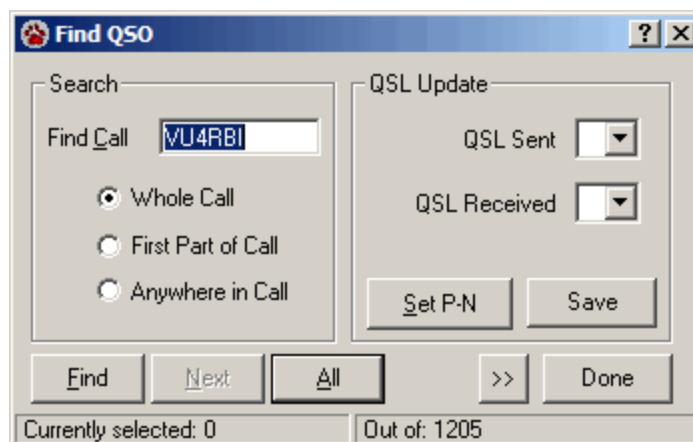 Find QSO
Search
Find Call VU4RBI
Whole Call
First Part of Call
Anywhere in Call
QSL Update
QSL Sent
QSL Received
Set P-N Save
Find Next All >> Done
Currently selected: 0 Out of: 1205